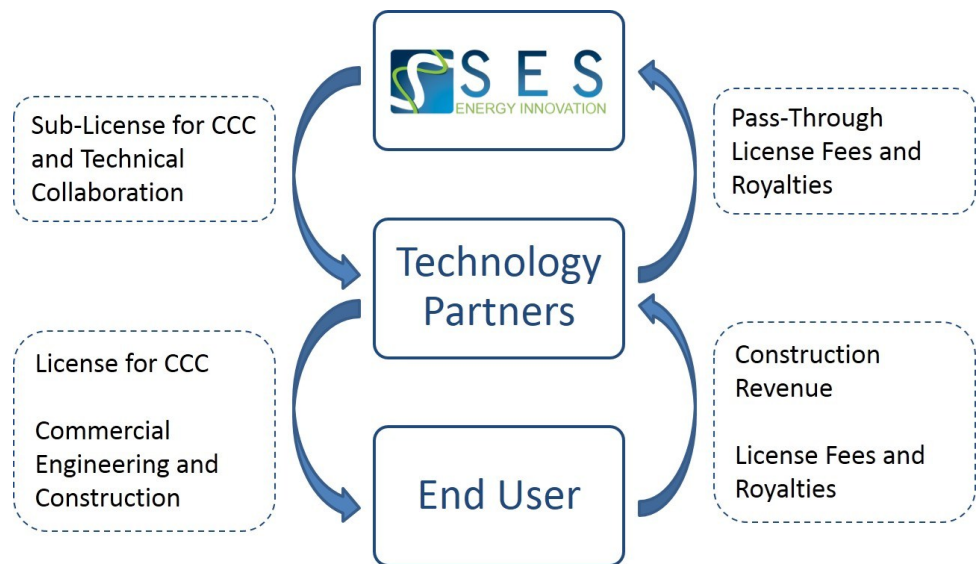 SES
ENERGY INNOVATION
Sub-License for CCC
and Technical
Collaboration
Pass-Through
License Fees and
Royalties
Technology
Partners
License for CCC
Commercial
Engineering and
Construction
Construction
Revenue
License Fees and
Royalties
End User